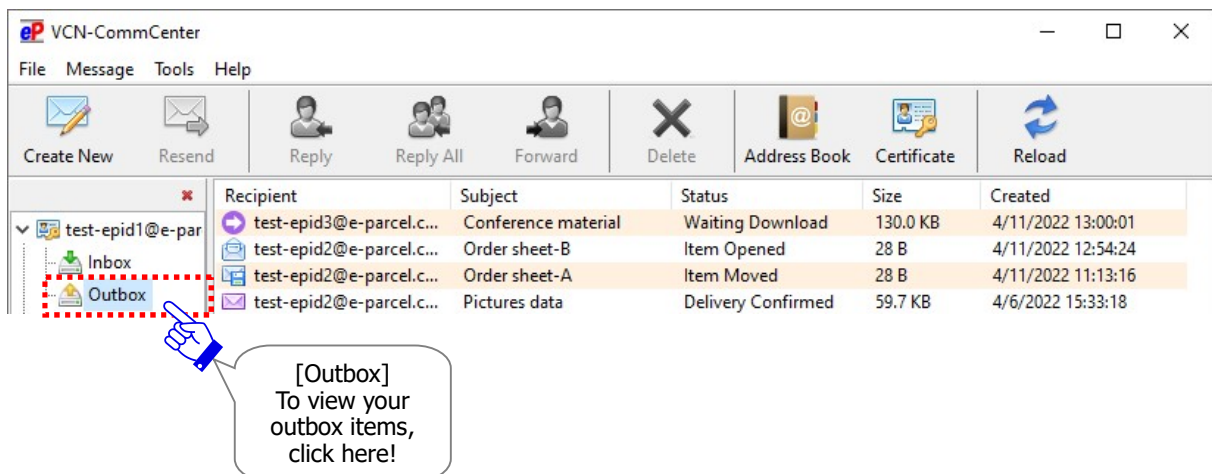 eP VCN-CommCenter
File Message Tools Help
Create New Resend Reply Reply All Forward Delete @ Address Book Certificate Reload
Recipient Subject Status Size Created
test-epid1@e-par
Inbox
Outbox
test-epid3@e-parcel.c... Conference material Waiting Download 130.0 KB 4/11/2022 13:00:01
test-epid2@e-parcel.c... Order sheet-B Item Opened 28 B 4/11/2022 12:54:24
test-epid2@e-parcel.c... Order sheet-A Item Moved 28 B 4/11/2022 11:13:16
test-epid2@e-parcel.c... Pictures data Delivery Confirmed 59.7 KB 4/6/2022 15:33:18
[Outbox]
To view your
outbox items,
click here!